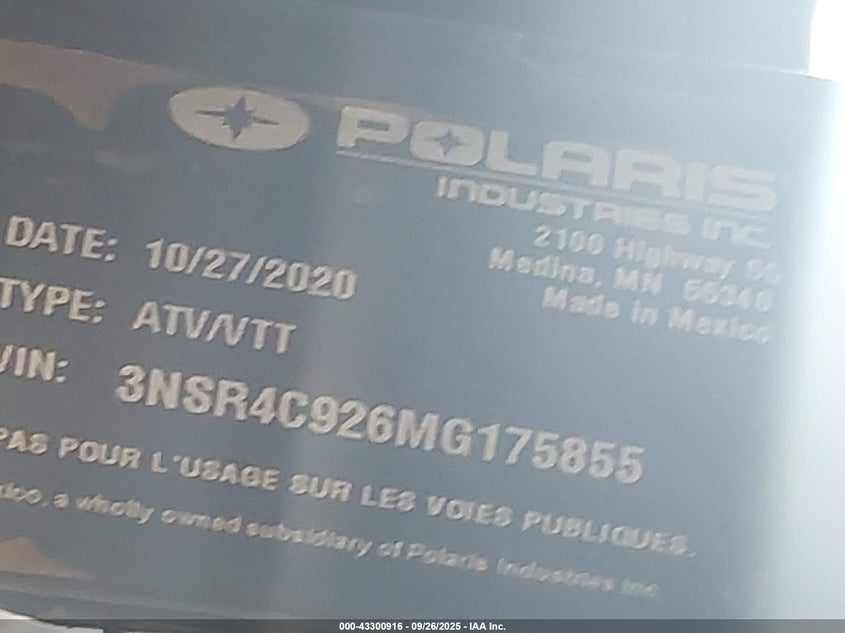 POLARIS
INDUSTRIES INC.
2100 Highway
Medina, MN 55340
Made in Mexico
DATE: 10/27/2020
TYPE: ATV/VTT
VIN: 3NSR4C926MG175855
PAS POUR L'USAGE SUR LES VOIES PUBLIQUES.
a wholly owned subsidiary of Polaris Industries Inc.
000-43300916 - 09/26/2025 - IAA Inc.